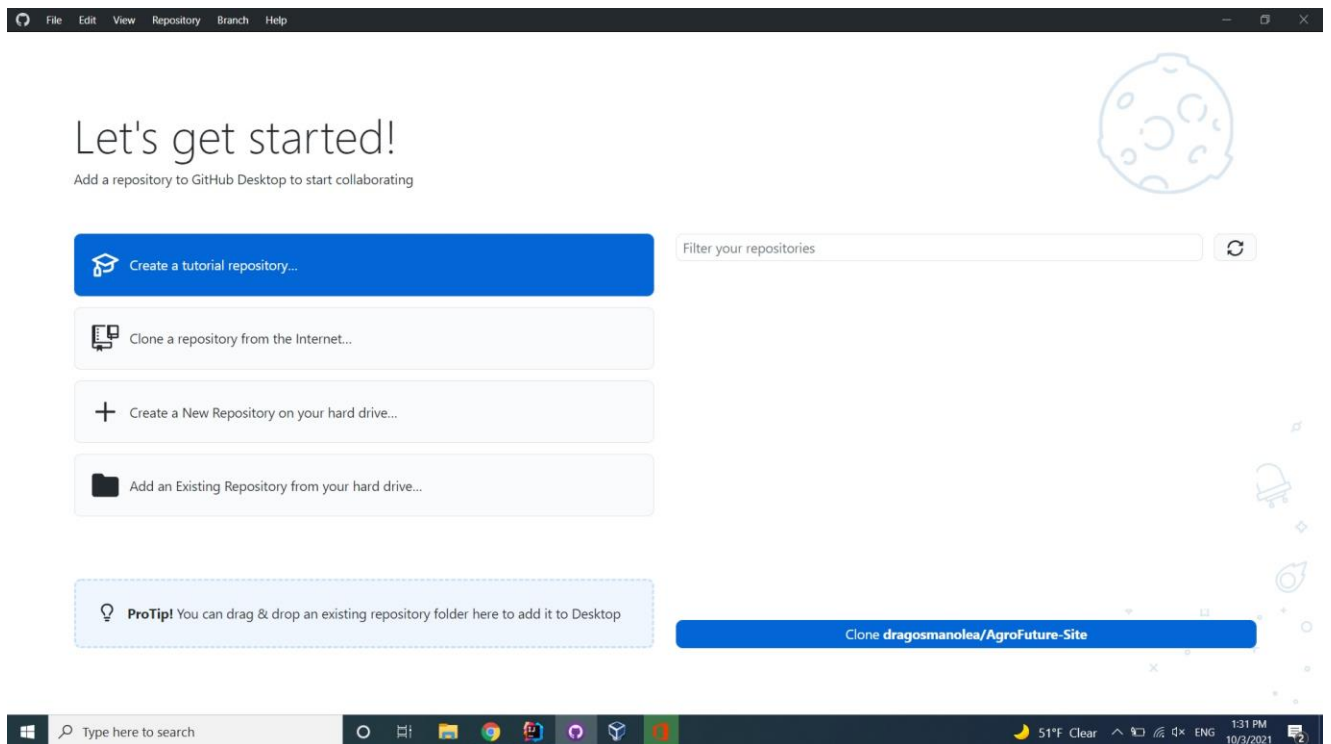 File Edit View Repository Branch Help
Let's get started!
Add a repository to GitHub Desktop to start collaborating
Create a tutorial repository...
Clone a repository from the Internet...
Create a New Repository on your hard drive...
Add an Existing Repository from your hard drive...
ProTip! You can drag & drop an existing repository folder here to add it to Desktop
Filter your repositories
Clone dragosmanolea/AgroFuture-Site
Type here to search
51°F Clear
ENG
1:31 PM
10/3/2021
2